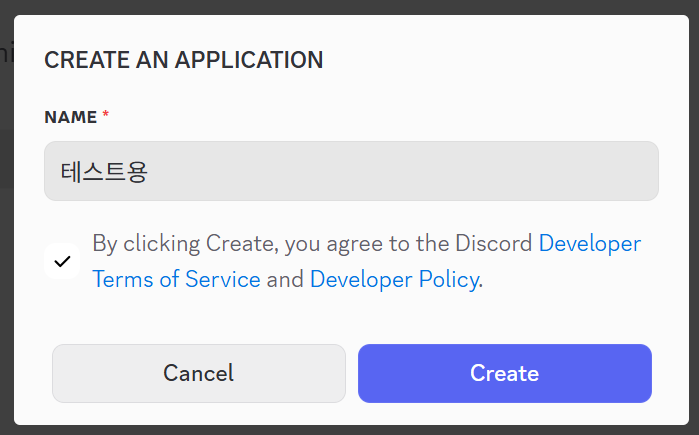 CREATE AN APPLICATION
NAME *
테스트용
By clicking Create, you agree to the Discord Developer
Terms of Service and Developer Policy.
Cancel
Create